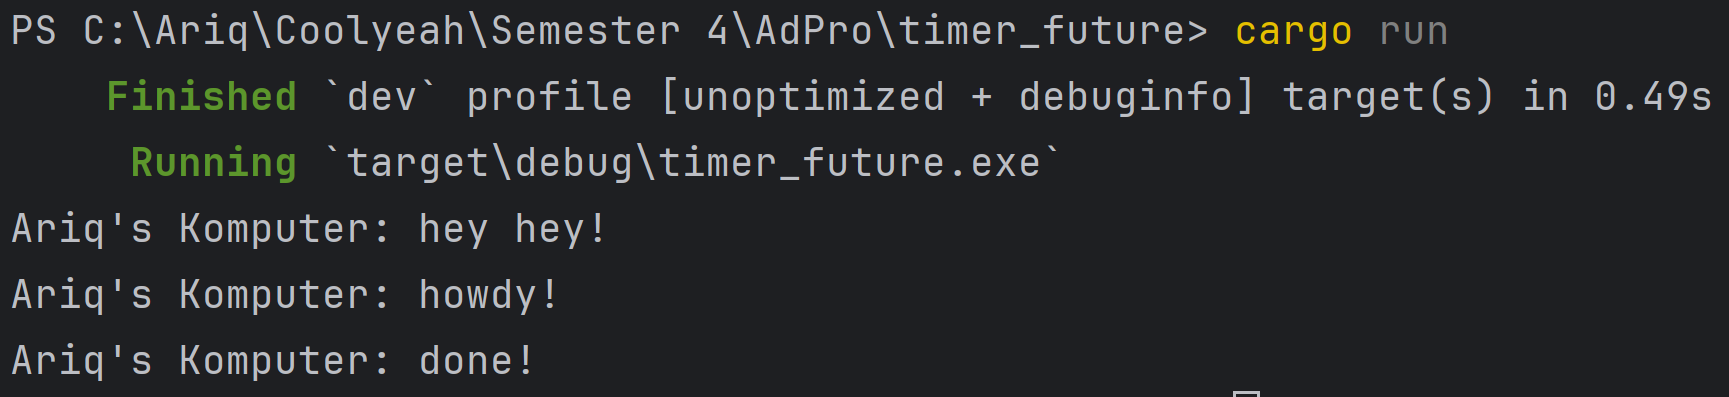 PS C:\Ariq\Coolyeah\Semester 4\AdPro\timer_future> cargo run
Finished `dev` profile [unoptimized + debuginfo] target(s) in 0.49s
Running `target\debug\timer_future.exe`
Ariq's Komputer: hey hey!
Ariq's Komputer: howdy!
Ariq's Komputer: done!